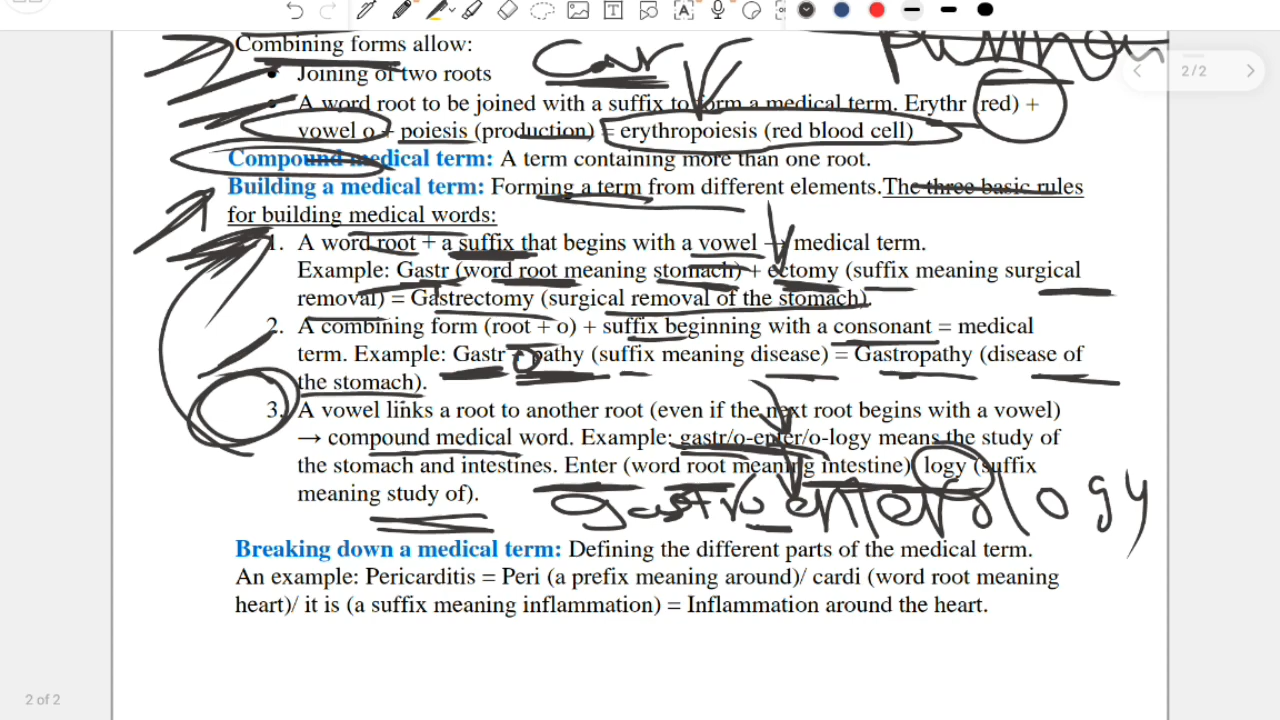 Combining forms allow:
Car
pulmon
2/2
• Joining of two roots
• A word root to be joined with a suffix to form a medical term. Erythr (red) +
vowel o + poiesis (production) = erythropoiesis (red blood cell)
Compound medical term: A term containing more than one root.
Building a medical term: Forming a term from different elements.The three basic rules
for building medical words:
1. A word root + a suffix that begins with a vowel → medical term.
Example: Gastr (word root meaning stomach) + ectomy (suffix meaning surgical
removal) = Gastrectomy (surgical removal of the stomach).
2. A combining form (root + o) + suffix beginning with a consonant = medical
term. Example: Gastr + pathy (suffix meaning disease) = Gastropathy (disease of
the stomach).
3. A vowel links a root to another root (even if the next root begins with a vowel)
→ compound medical word. Example: gastr/o-enter/o-logy means the study of
the stomach and intestines. Enter (word root meaning intestine) logy (suffix
meaning study of).
gastroenterology
Breaking down a medical term: Defining the different parts of the medical term.
An example: Pericarditis = Peri (a prefix meaning around)/ cardi (word root meaning
heart)/ it is (a suffix meaning inflammation) = Inflammation around the heart.
2 of 2